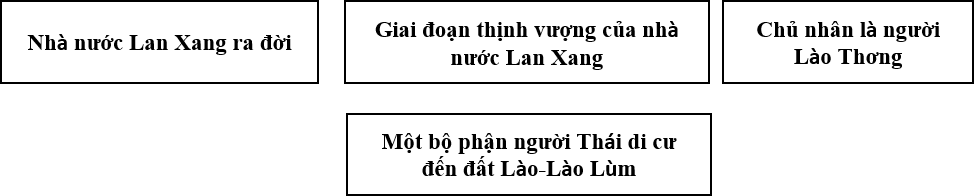 Nhà nước Lan Xang ra đời
Giai đoạn thịnh vượng của nhà
nước Lan Xang
Chủ nhân là người
Lào Thơng
Một bộ phận người Thái di cư
đến đất Lào-Lào Lùm